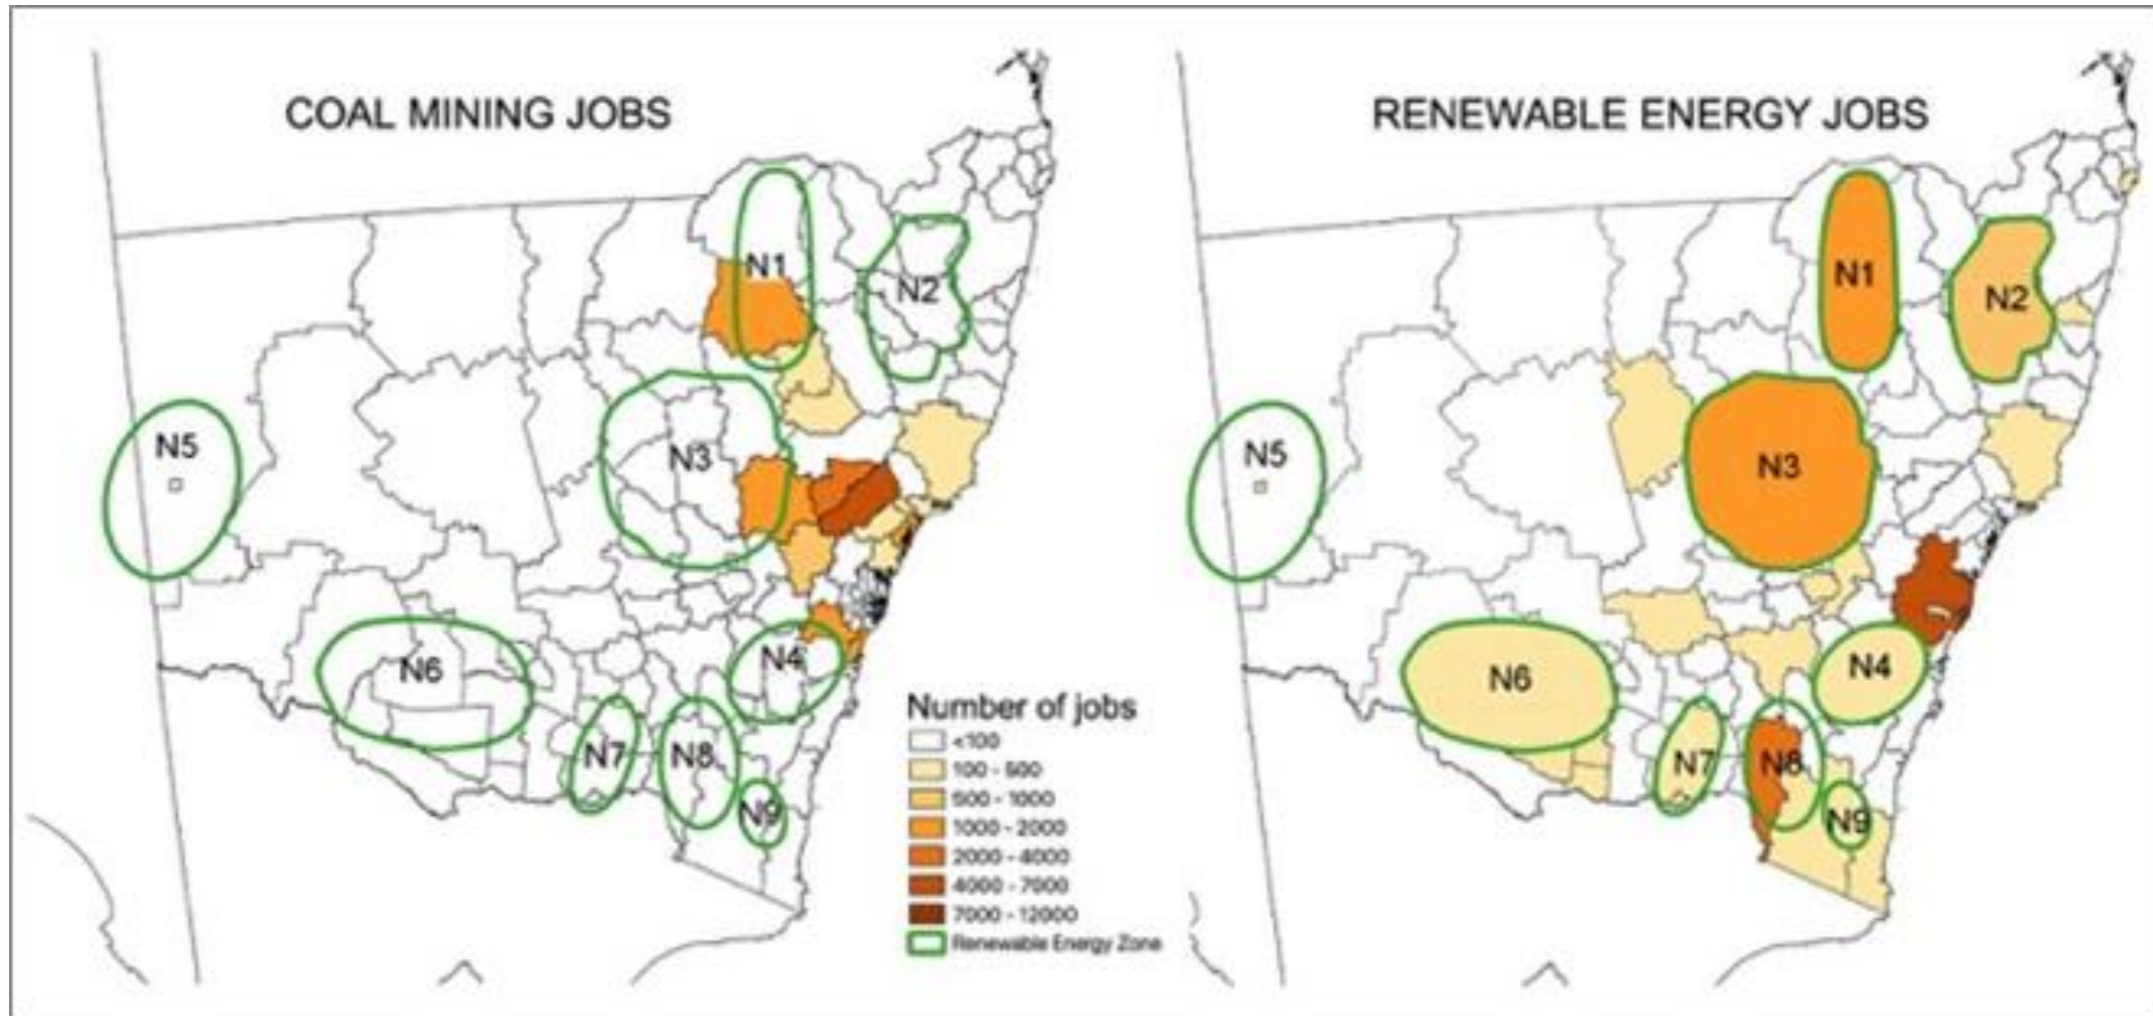 COAL MINING JOBS
N1
N2
N3
N5
N4
N6
N7
N8
N9
RENEWABLE ENERGY JOBS
N1
N2
N3
N5
N4
N6
N7
N8
N9
Number of jobs
<100
100 - 500
500 - 1000
1000 - 2000
2000 - 4000
4000 - 7000
7000 - 12000
Renewable Energy Zone